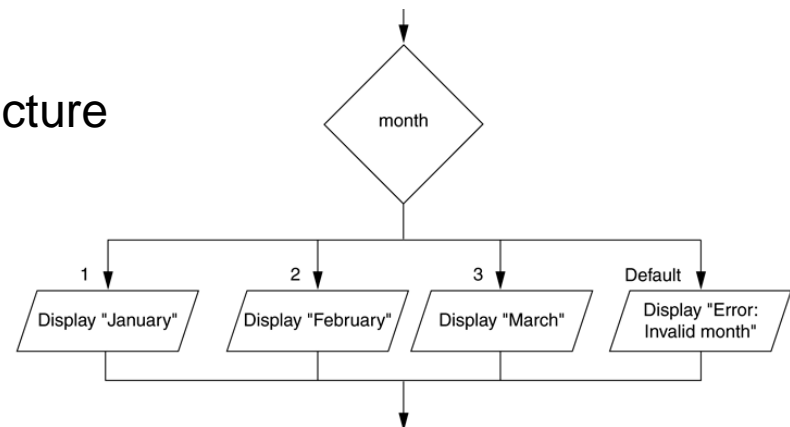 cture
month
1
2
3
Default
Display "January"
Display "February"
Display "March"
Display "Error:
Invalid month"